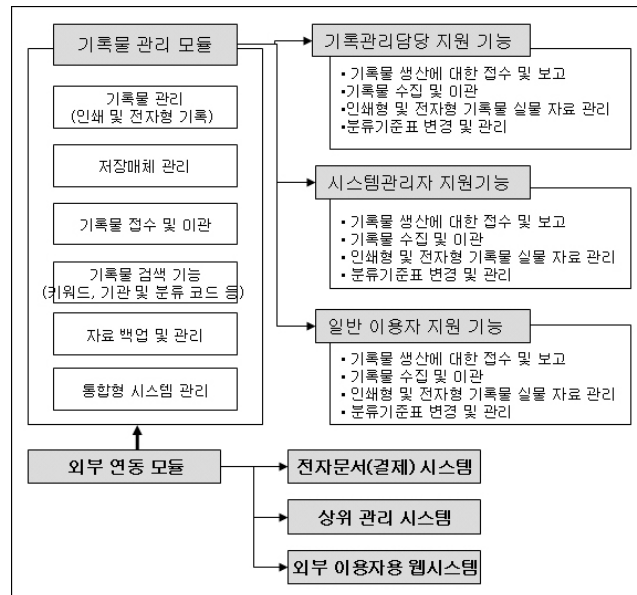 기록물 관리 모듈
기록물 관리
(인쇄 및 전자형 기록)
저장매체 관리
기록물 접수 및 이관
기록물 검색 기능
(키워드, 기관 및 분류 코드 등)
자료 백업 및 관리
통합형 시스템 관리
기록관리담당 지원 기능
▪기록물 생산에 대한 접수 및 보고
▪기록물 수집 및 이관
▪인쇄형 및 전자형 기록물 실물 자료 관리
▪분류기준표 변경 및 관리
시스템관리자 지원기능
▪기록물 생산에 대한 접수 및 보고
▪기록물 수집 및 이관
▪인쇄형 및 전자형 기록물 실물 자료 관리
▪분류기준표 변경 및 관리
일반 이용자 지원 기능
▪기록물 생산에 대한 접수 및 보고
▪기록물 수집 및 이관
▪인쇄형 및 전자형 기록물 실물 자료 관리
▪분류기준표 변경 및 관리
외부 연동 모듈
전자문서(결제) 시스템
상위 관리 시스템
외부 이용자용 웹시스템